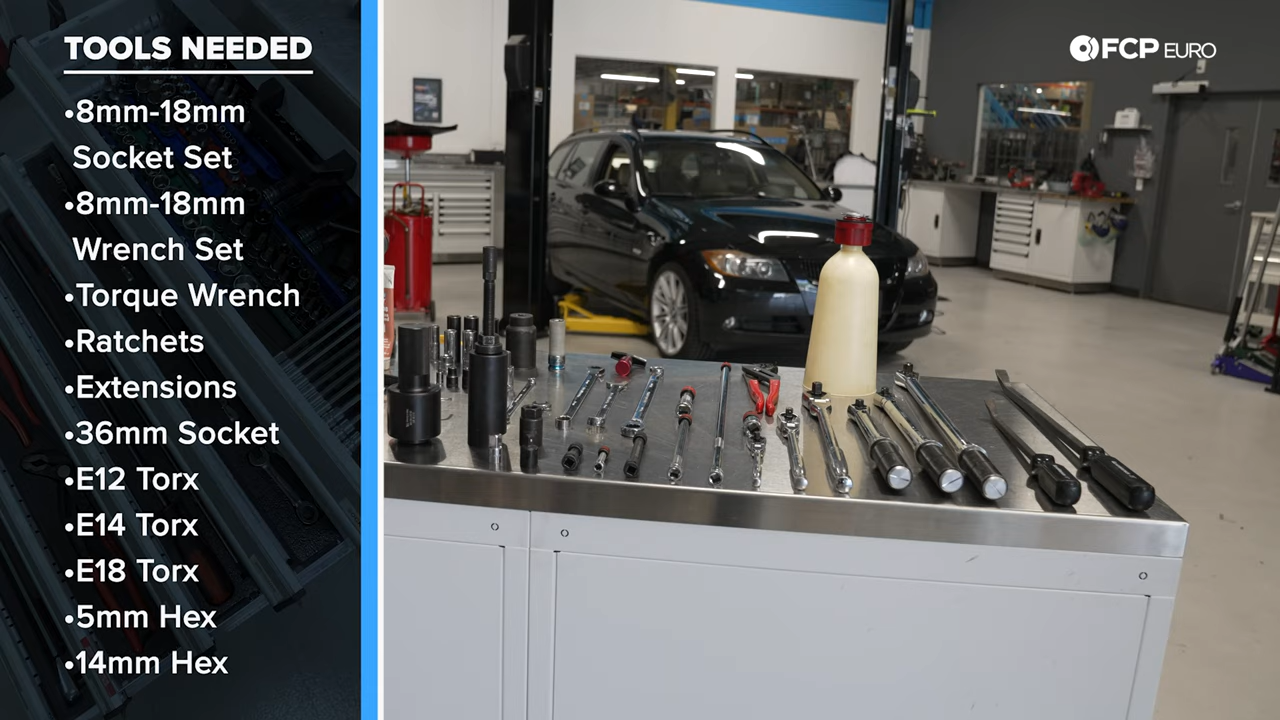 TOOLS NEEDED
•8mm-18mm
Socket Set
•8mm-18mm
Wrench Set
•Torque Wrench
•Ratchets
•Extensions
•36mm Socket
•E12 Torx
•E14 Torx
•E18 Torx
•5mm Hex
•14mm Hex
FCP EURO